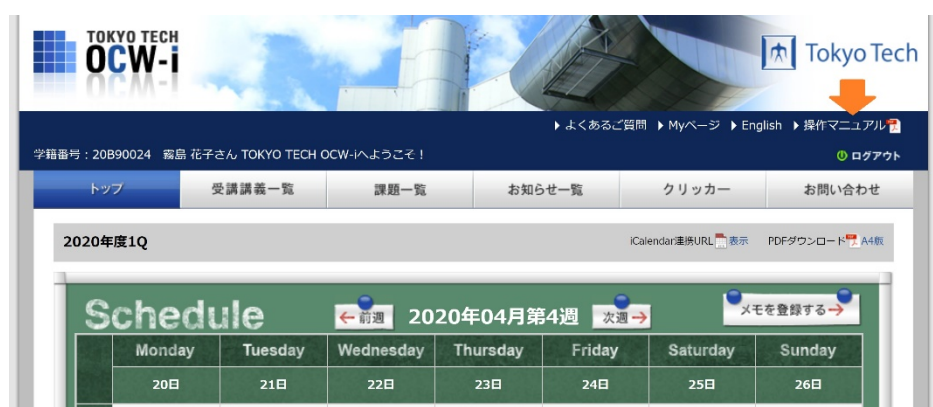 TOKYO TECH
OCW-i
Tokyo Tech
よくあるご質問 Myページ English 操作マニュアル
学籍番号:20B90024 霧島 花子さん TOKYO TECH OCW-iへようこそ!
ログアウト
トップ 受講講義一覧 課題一覧 お知らせ一覧 クリッカー お問い合わせ
2020年度1Q iCalendar連携URL 表示 PDFダウンロード A4版
Schedule ←前週 2020年04月第4週 次週→ メモを登録する→
Monday Tuesday Wednesday Thursday Friday Saturday Sunday
20日 21日 22日 23日 24日 25日 26日